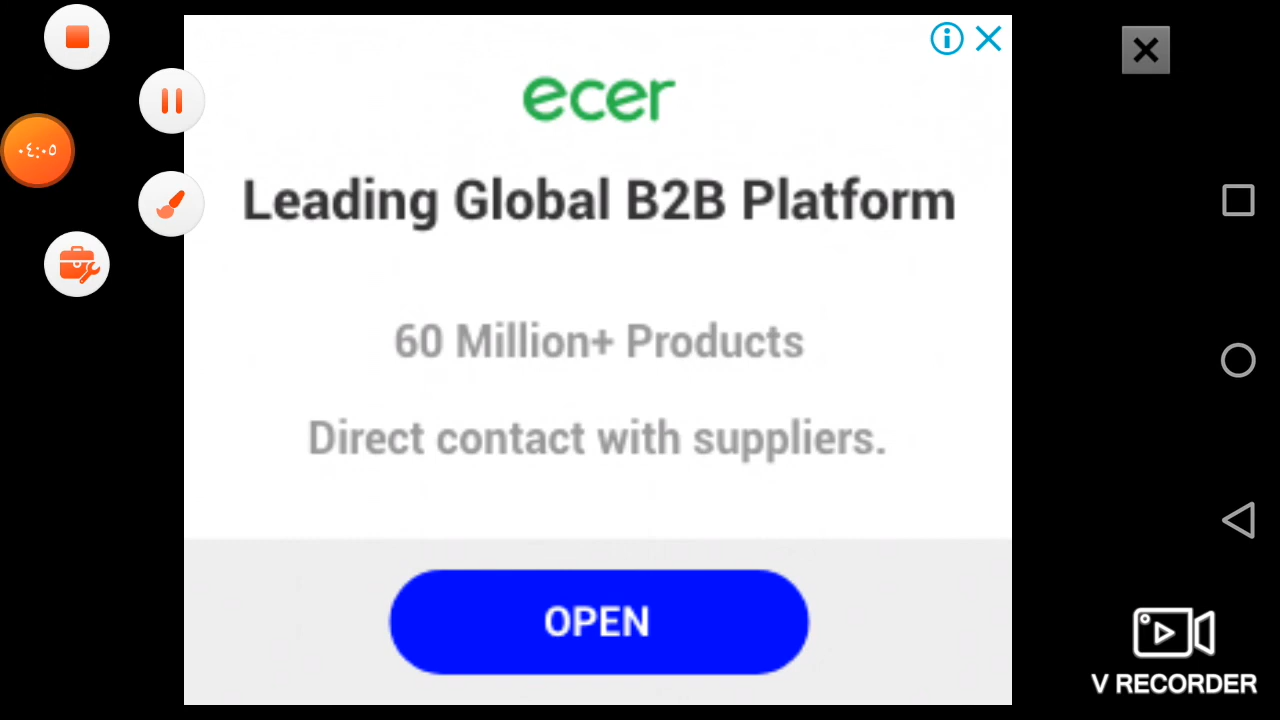 ecer
Leading Global B2B Platform
٠٤:٠٥
60 Million+ Products
Direct contact with suppliers.
OPEN
V RECORDER